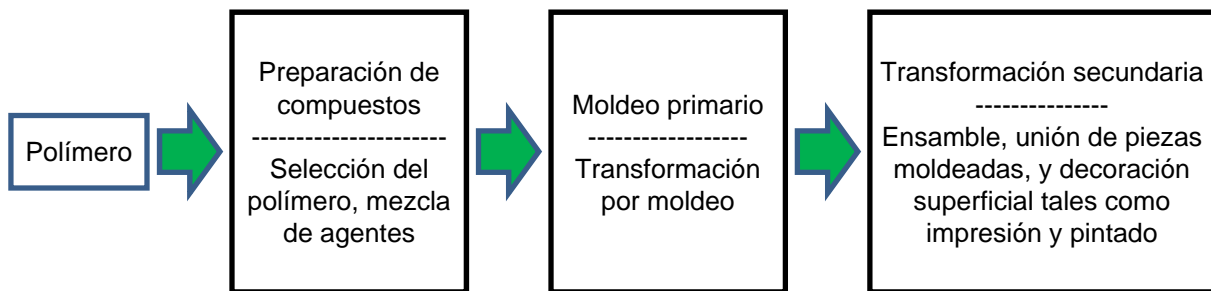 Polímero
Preparación de
compuestos
----------------------
Selección del
polímero, mezcla
de agentes
Moldeo primario
------------------
Transformación
por moldeo
Transformación secundaria
---------------
Ensamble, unión de piezas
moldeadas, y decoración
superficial tales como
impresión y pintado